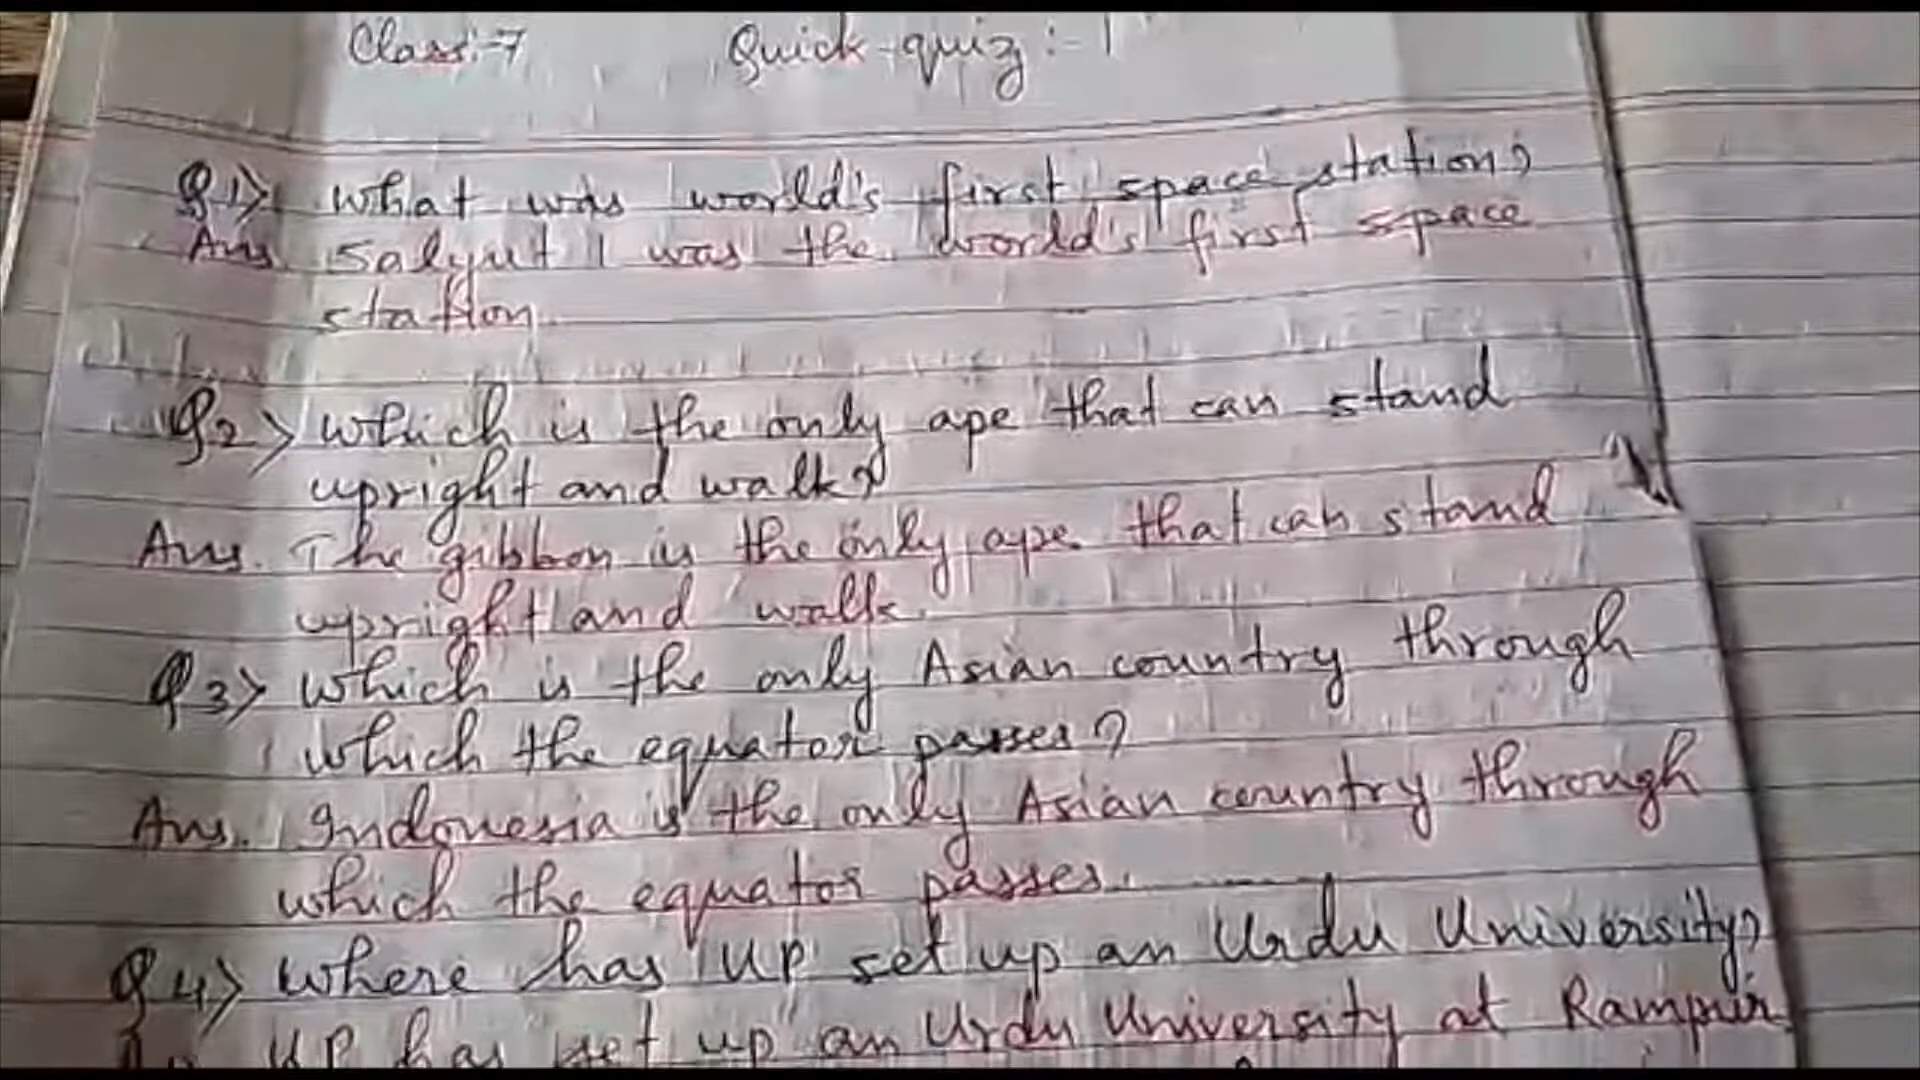 Class:-7 Quick-quiz:-1
Q1> What was world's first space station?
Ans. Salyut 1 was the world's first space
station.
Q2> Which is the only ape that can stand
upright and walk?
Ans. The gibbon is the only ape that can stand
upright and walk.
Q3> Which is the only Asian country through
which the equator passes?
Ans. Indonesia is the only Asian country through
which the equator passes.
Q4> Where has UP set up an Urdu University?
UP has set up an Urdu University at Rampur